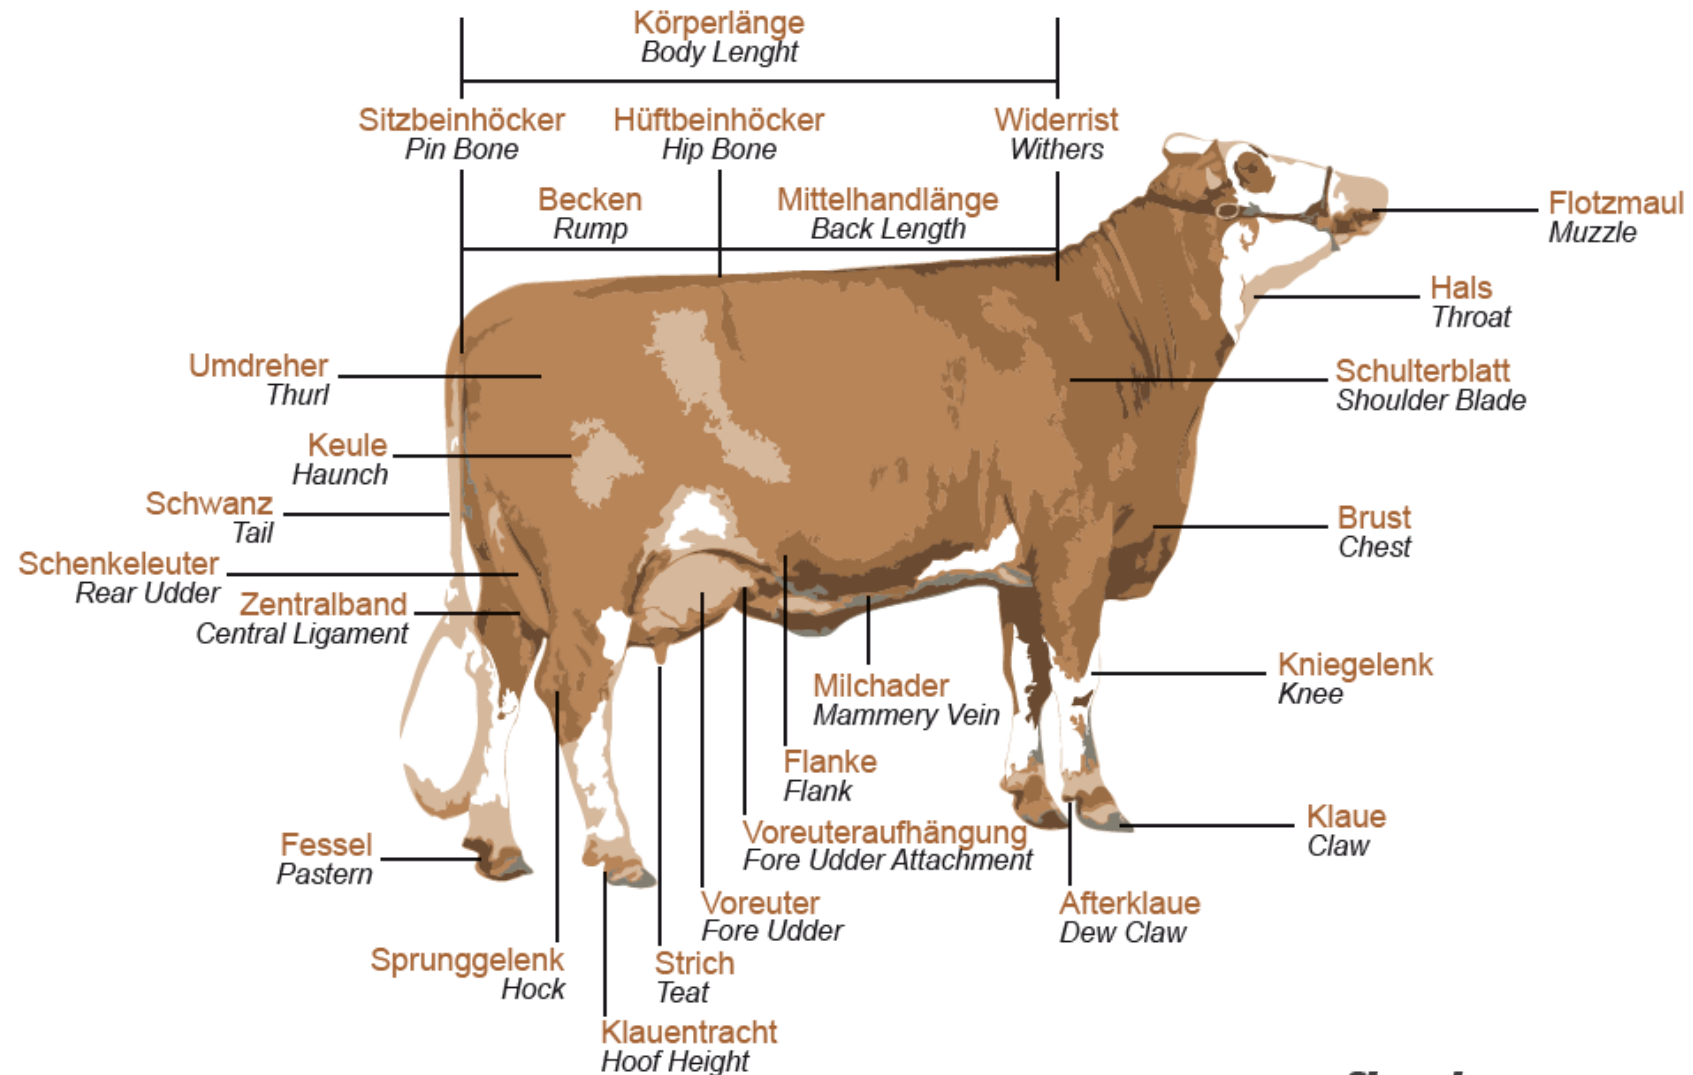 Körperlänge
Body Lenght
Sitzbeinhöcker
Pin Bone
Hüftbeinhöcker
Hip Bone
Widerrist
Withers
Becken
Rump
Mittelhandlänge
Back Length
Flotzmaul
Muzzle
Hals
Throat
Umdreher
Thurl
Schulterblatt
Shoulder Blade
Keule
Haunch
Schwanz
Tail
Brust
Chest
Schenkeleuter
Rear Udder
Zentralband
Central Ligament
Kniegelenk
Knee
Milchader
Mammery Vein
Flanke
Flank
Klaue
Claw
Voreuteraufhängung
Fore Udder Attachment
Fessel
Pastern
Voreuter
Fore Udder
Afterklaue
Dew Claw
Sprunggelenk
Hock
Strich
Teat
Klauentracht
Hoof Height